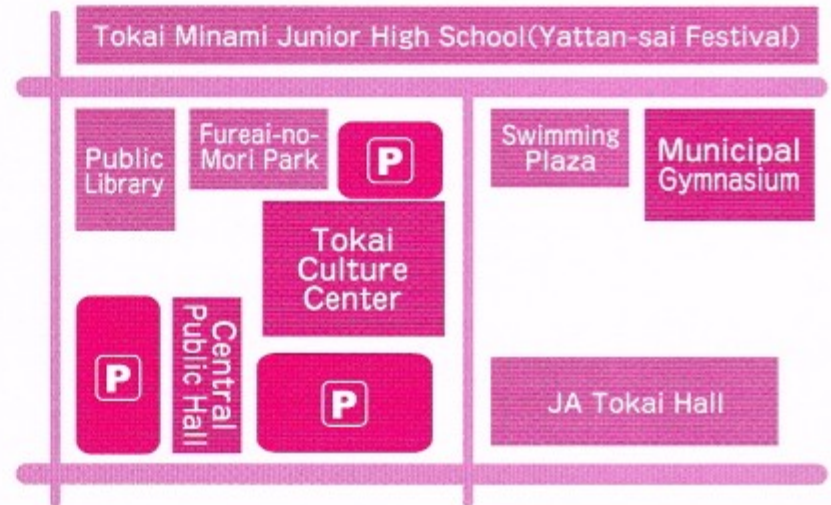 Tokai Minami Junior High School(Yattan-sai Festival)
Public
Library
Fureai-no-
Mori Park
P
Swimming
Plaza
Municipal
Gymnasium
Tokai
Culture
Center
P
Central
Public Hall
P
JA Tokai Hall